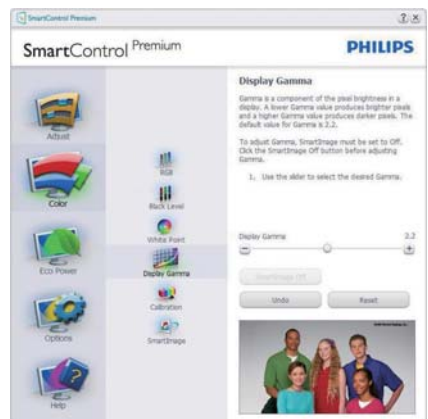 SmartControl Premium
SmartControl Premium
PHILIPS
Adjust
Color
Eco Power
Options
Help
RGB
Black Level
White Point
Display Gamma
Calibration
SmartImage
Display Gamma
Gamma is a component of the pixel brightness in a
display. A lower Gamma value produces brighter pixels
and a higher Gamma value produces darker pixels. The
default value for Gamma is 2.2.
To adjust Gamma, SmartImage must be set to Off.
Click the SmartImage Off button before adjusting
Gamma.
1. Use the slider to select the desired Gamma.
Display Gamma 2.2
SmartImage Off
Undo Reset